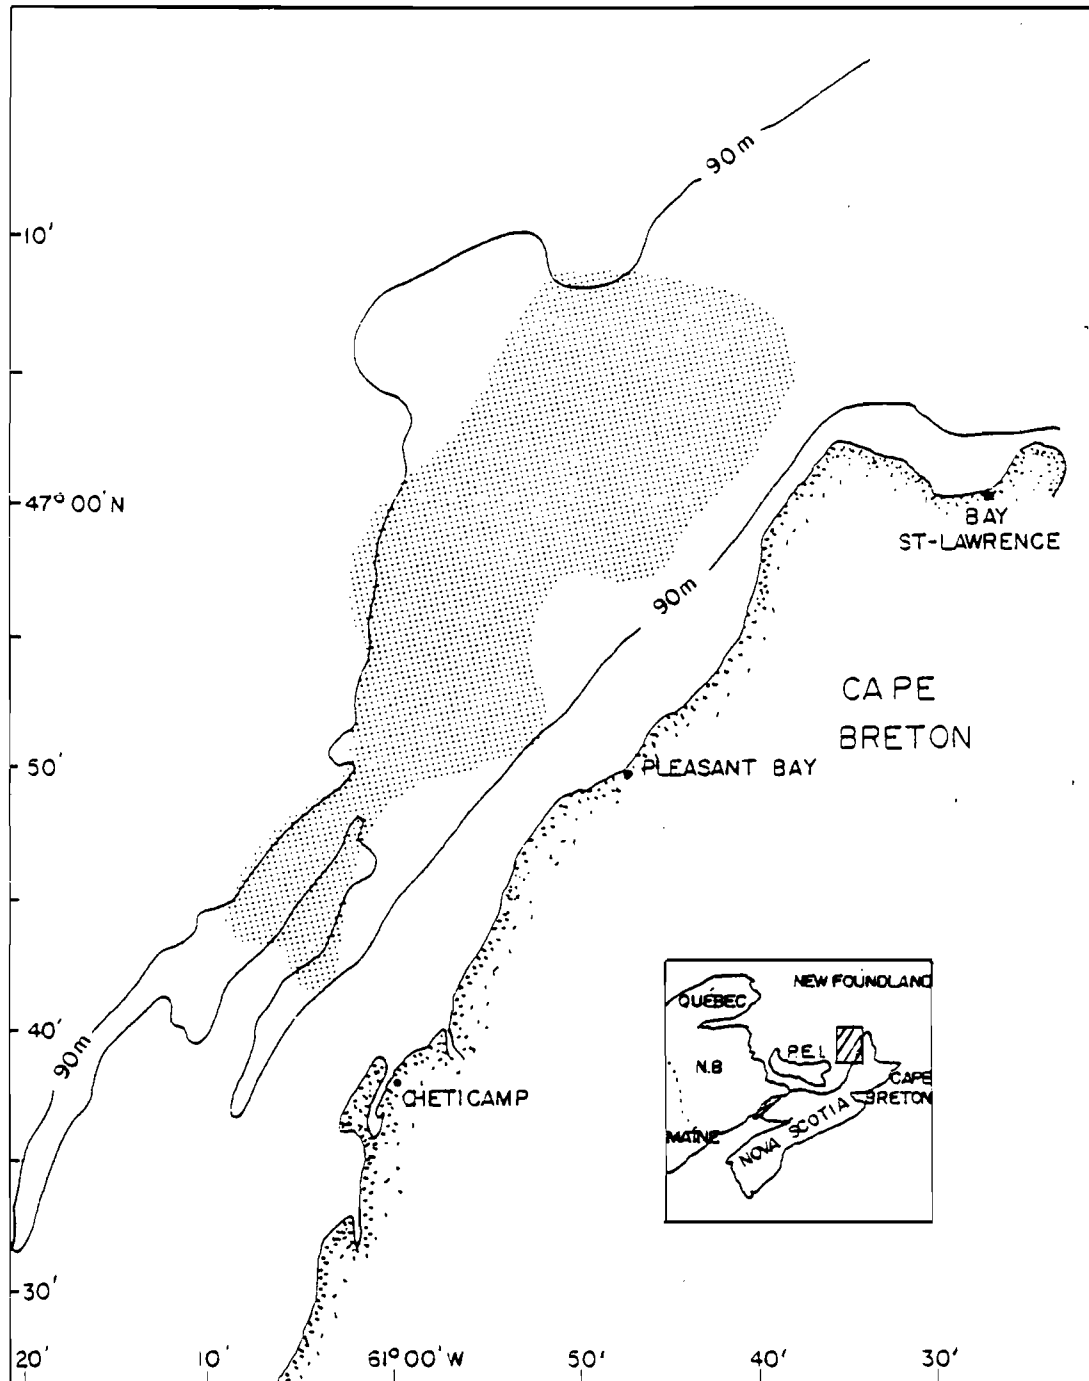 90m
10'
47° 00' N
BAY
ST-LAWRENCE
90m
CAPE
BRETON
50'
PLEASANT BAY
NEW FOUNDLAND
QUÉBEC
40'
90m
P.E.I.
N.B
CAPE
BRETON
CHETICAMP
MAINE
NOVA SCOTIA
30'
20' 10' 61° 00' W 50' 40' 30'